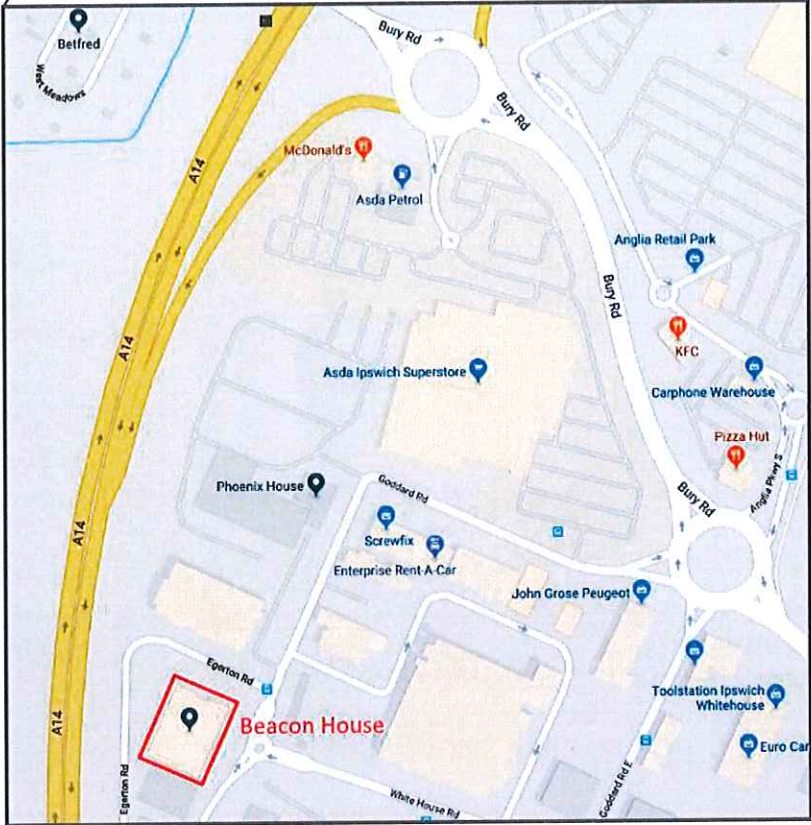 Bury Rd
Betfred
West Meadows
Bury Rd
A14
McDonald's
Asda Petrol
Anglia Retail Park
Bury Rd
KFC
A14
Asda Ipswich Superstore
Carphone Warehouse
Pizza Hut
Phoenix House
Goddard Rd
Bury Rd
Anglia Pkwy S
Screwfix
A14
Enterprise Rent-A-Car
John Grose Peugeot
Egerton Rd
Toolstation Ipswich
Whitehouse
A14
Beacon House
Euro Car
Egerton Rd
White House Rd
Goddard Rd E